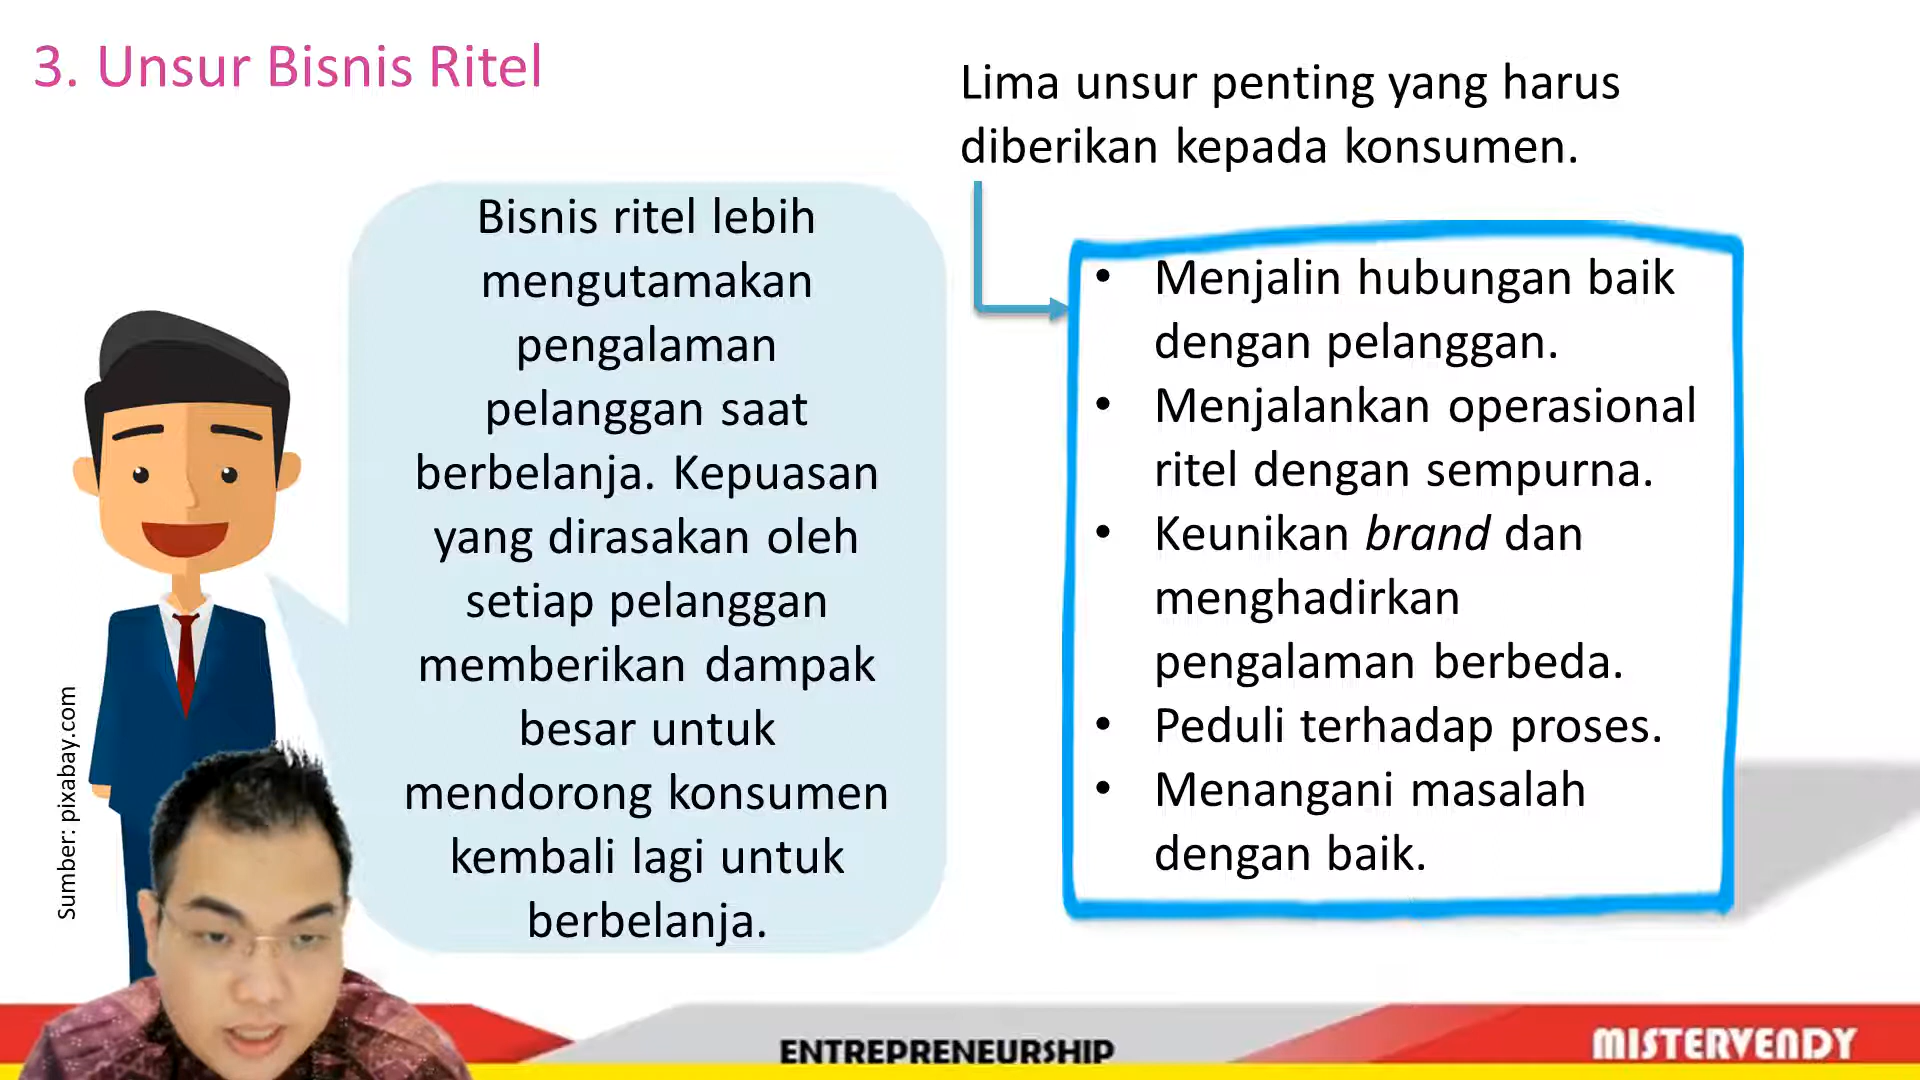 3. Unsur Bisnis Ritel
Lima unsur penting yang harus
diberikan kepada konsumen.
Bisnis ritel lebih
mengutamakan
pengalaman
pelanggan saat
berbelanja. Kepuasan
yang dirasakan oleh
setiap pelanggan
memberikan dampak
besar untuk
mendorong konsumen
kembali lagi untuk
berbelanja.
• Menjalin hubungan baik
dengan pelanggan.
• Menjalankan operasional
ritel dengan sempurna.
• Keunikan brand dan
menghadirkan
pengalaman berbeda.
• Peduli terhadap proses.
• Menangani masalah
dengan baik.
Sumber: pixabay.com
ENTREPRENEURSHIP
MISTERVENDY